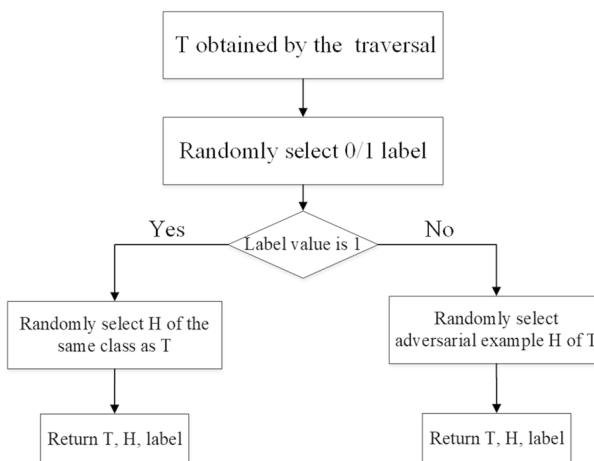 T obtained by the traversal
Randomly select 0/1 label
Yes
Label value is 1
No
Randomly select H of the
same class as T
Randomly select
adversarial example H of T
Return T, H, label
Return T, H, label